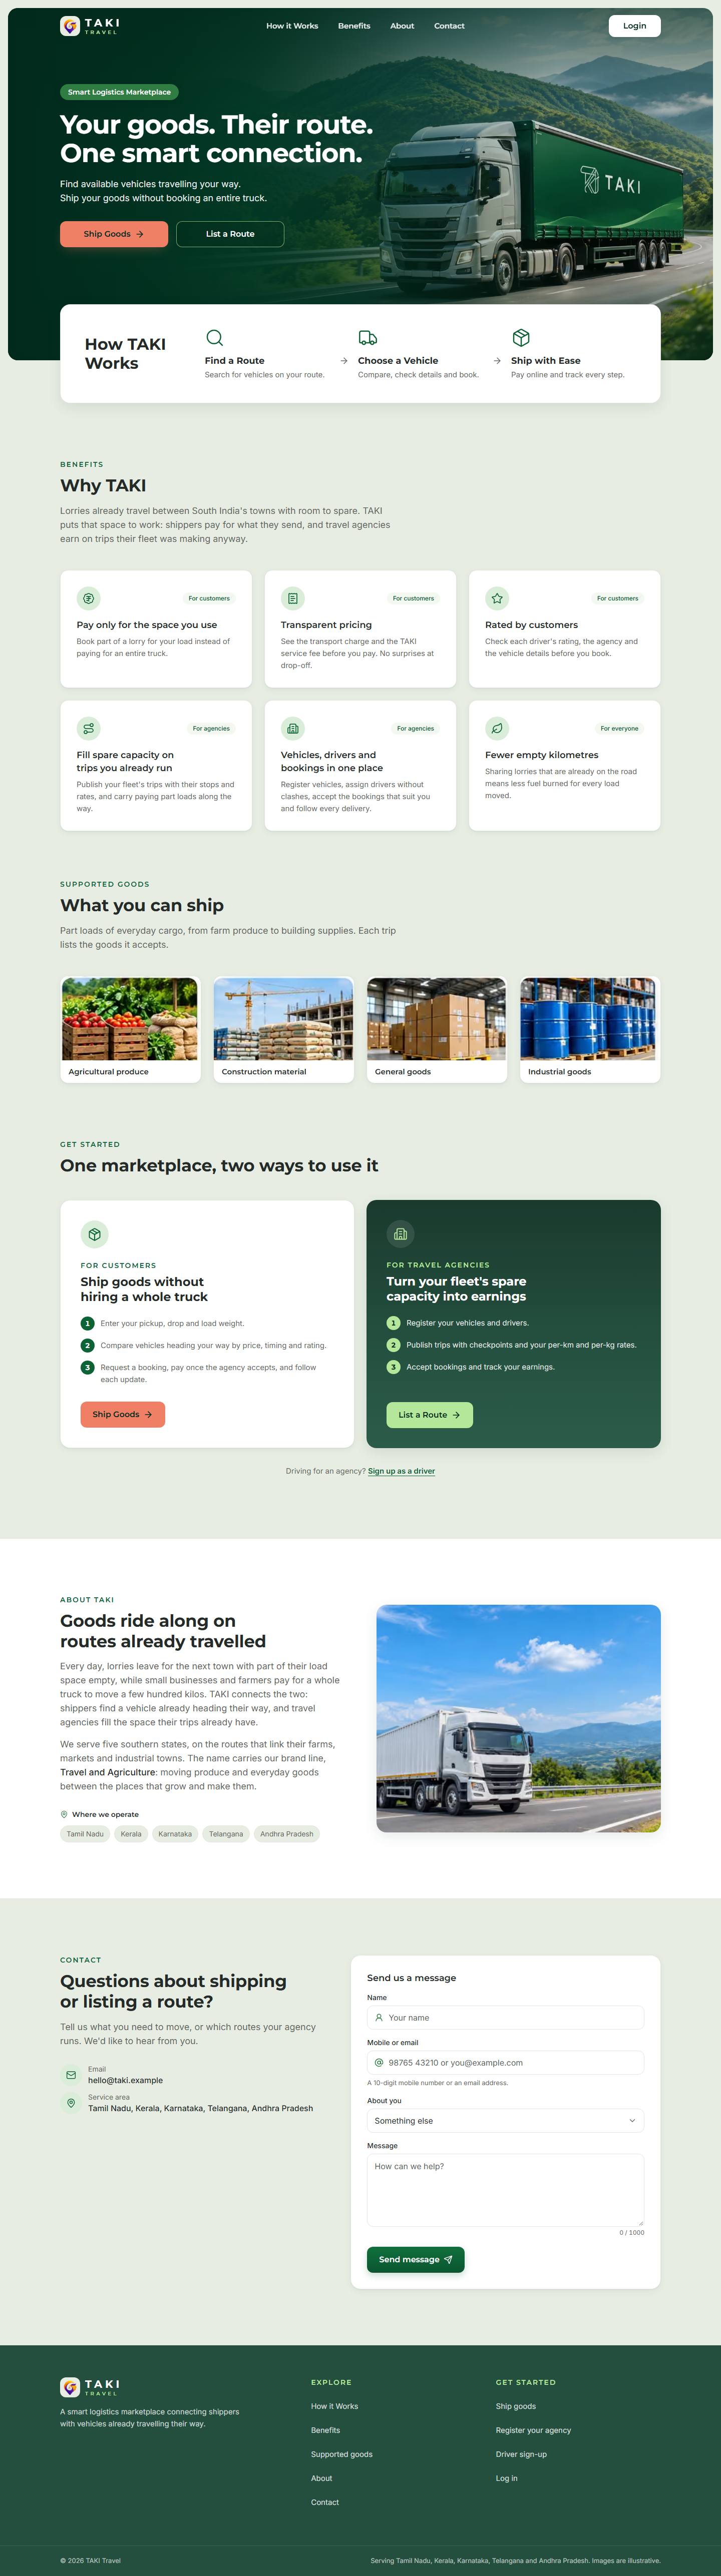 TAKI
TRAVEL
How it Works
Benefits
About
Contact
Login
Smart Logistics Marketplace
Your goods. Their route.
One smart connection.
Find available vehicles travelling your way.
Ship your goods without booking an entire truck.
Ship Goods
List a Route
TAKI
How TAKI
Works
Find a Route
Search for vehicles on your route.
Choose a Vehicle
Compare, check details and book.
Ship with Ease
Pay online and track every step.
BENEFITS
Why TAKI
Lorries already travel between South India's towns with room to spare. TAKI
puts that space to work: shippers pay for what they send, and travel agencies
earn on trips their fleet was making anyway.
For customers
Pay only for the space you use
Book part of a lorry for your load instead of
paying for an entire truck.
For customers
Transparent pricing
See the transport charge and the TAKI
service fee before you pay. No surprises at
drop-off.
For customers
Rated by customers
Check each driver's rating, the agency and
the vehicle details before you book.
For agencies
Fill spare capacity on
trips you already run
Publish your fleet's trips with their stops and
rates, and carry paying part loads along the
way.
For agencies
Vehicles, drivers and
bookings in one place
Register vehicles, assign drivers without
clashes, accept the bookings that suit you
and follow every delivery.
For everyone
Fewer empty kilometres
Sharing lorries that are already on the road
means less fuel burned for every load
moved.
SUPPORTED GOODS
What you can ship
Part loads of everyday cargo, from farm produce to building supplies. Each trip
lists the goods it accepts.
Agricultural produce
Construction material
General goods
Industrial goods
GET STARTED
One marketplace, two ways to use it
FOR CUSTOMERS
Ship goods without
hiring a whole truck
1 Enter your pickup, drop and load weight.
2 Compare vehicles heading your way by price, timing and rating.
3 Request a booking, pay once the agency accepts, and follow
each update.
Ship Goods
FOR TRAVEL AGENCIES
Turn your fleet's spare
capacity into earnings
1 Register your vehicles and drivers.
2 Publish trips with checkpoints and your per-km and per-kg rates.
3 Accept bookings and track your earnings.
List a Route
Driving for an agency? Sign up as a driver
ABOUT TAKI
Goods ride along on
routes already travelled
Every day, lorries leave for the next town with part of their load
space empty, while small businesses and farmers pay for a whole
truck to move a few hundred kilos. TAKI connects the two:
shippers find a vehicle already heading their way, and travel
agencies fill the space their trips already have.
We serve five southern states, on the routes that link their farms,
markets and industrial towns. The name carries our brand line,
Travel and Agriculture: moving produce and everyday goods
between the places that grow and make them.
Where we operate
Tamil Nadu
Kerala
Karnataka
Telangana
Andhra Pradesh
CONTACT
Questions about shipping
or listing a route?
Tell us what you need to move, or which routes your agency
runs. We'd like to hear from you.
Email
hello@taki.example
Service area
Tamil Nadu, Kerala, Karnataka, Telangana, Andhra Pradesh
Send us a message
Name
Your name
Mobile or email
98765 43210 or you@example.com
A 10-digit mobile number or an email address.
About you
Something else
Message
How can we help?
0 / 1000
Send message
TAKI
TRAVEL
A smart logistics marketplace connecting shippers
with vehicles already travelling their way.
EXPLORE
How it Works
Benefits
Supported goods
About
Contact
GET STARTED
Ship goods
Register your agency
Driver sign-up
Log in
© 2026 TAKI Travel
Serving Tamil Nadu, Kerala, Karnataka, Telangana and Andhra Pradesh. Images are illustrative.